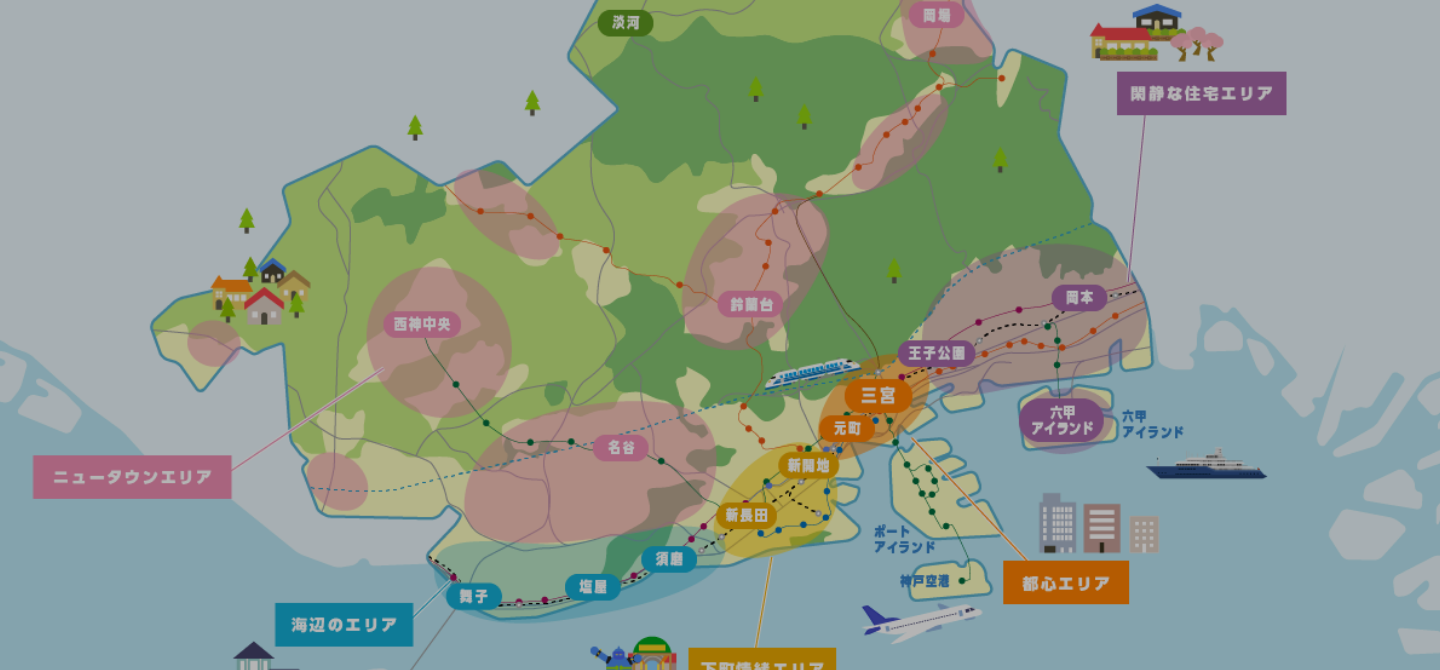 淡河
岡場
閑静な住宅エリア
岡本
鈴蘭台
西神中央
王子公園
三宮
六甲
アイランド
六甲
アイランド
元町
名谷
新開地
ニュータウンエリア
新長田
ポート
アイランド
須磨
神戸空港
都心エリア
塩屋
舞子
海辺のエリア
下町情緒エリア